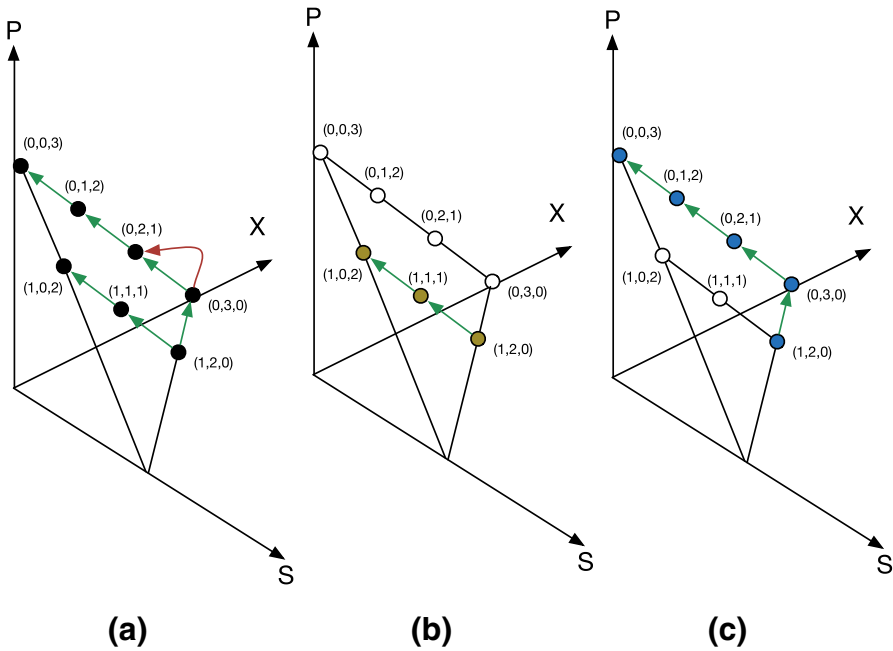 P
(0,0,3)
(0,1,2)
(0,2,1)
X
(1,0,2)
(1,1,1)
(0,3,0)
(1,2,0)
S
(a)
P
(0,0,3)
(0,1,2)
(0,2,1)
X
(1,0,2)
(1,1,1)
(0,3,0)
(1,2,0)
S
(b)
P
(0,0,3)
(0,1,2)
(0,2,1)
X
(1,0,2)
(1,1,1)
(0,3,0)
(1,2,0)
S
(c)